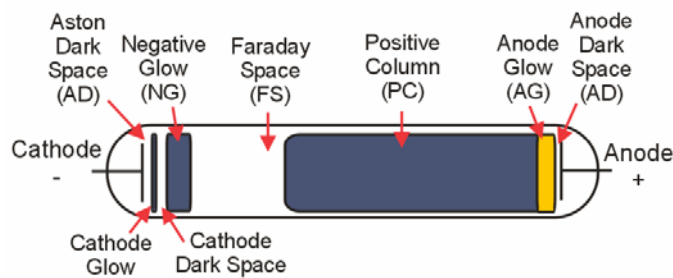 Aston
Dark
Space
(AD)
Negative
Glow
(NG)
Faraday
Space
(FS)
Positive
Column
(PC)
Anode
Glow
(AG)
Anode
Dark
Space
(AD)
Cathode
-
Anode
+
Cathode
Glow
Cathode
Dark Space